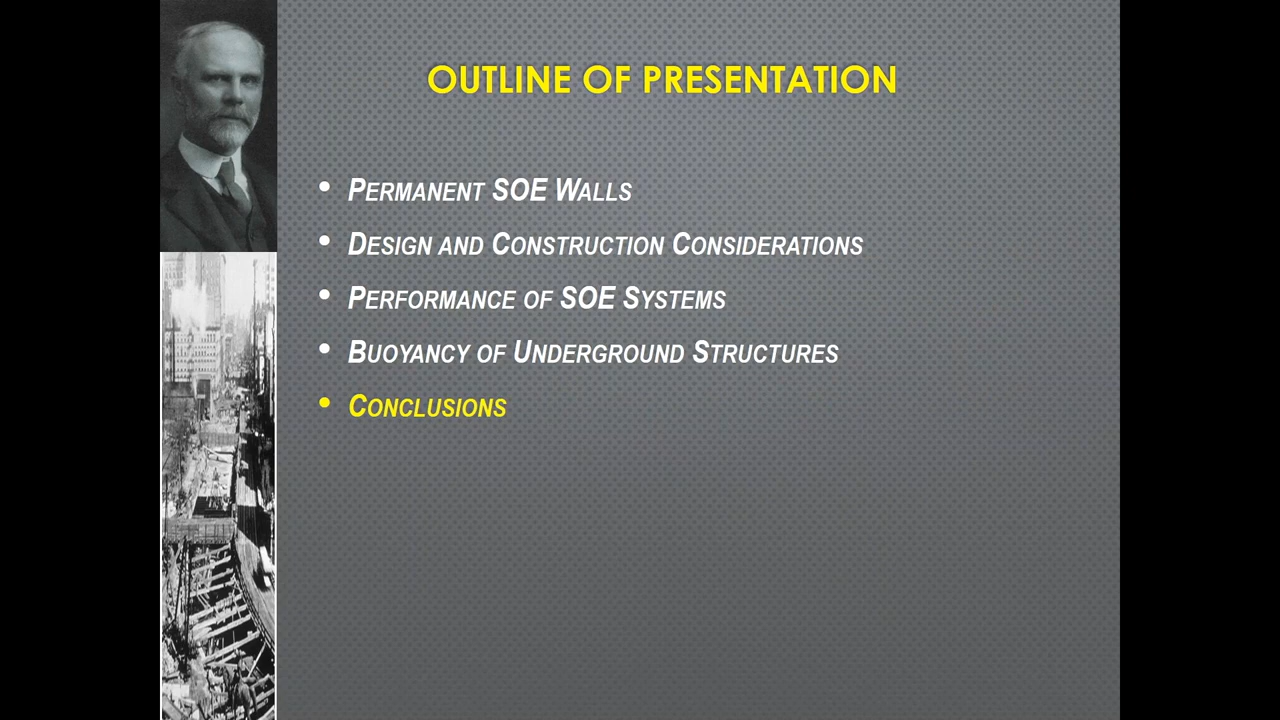 OUTLINE OF PRESENTATION
• PERMANENT SOE WALLS
• DESIGN AND CONSTRUCTION CONSIDERATIONS
• PERFORMANCE OF SOE SYSTEMS
• BUOYANCY OF UNDERGROUND STRUCTURES
• CONCLUSIONS